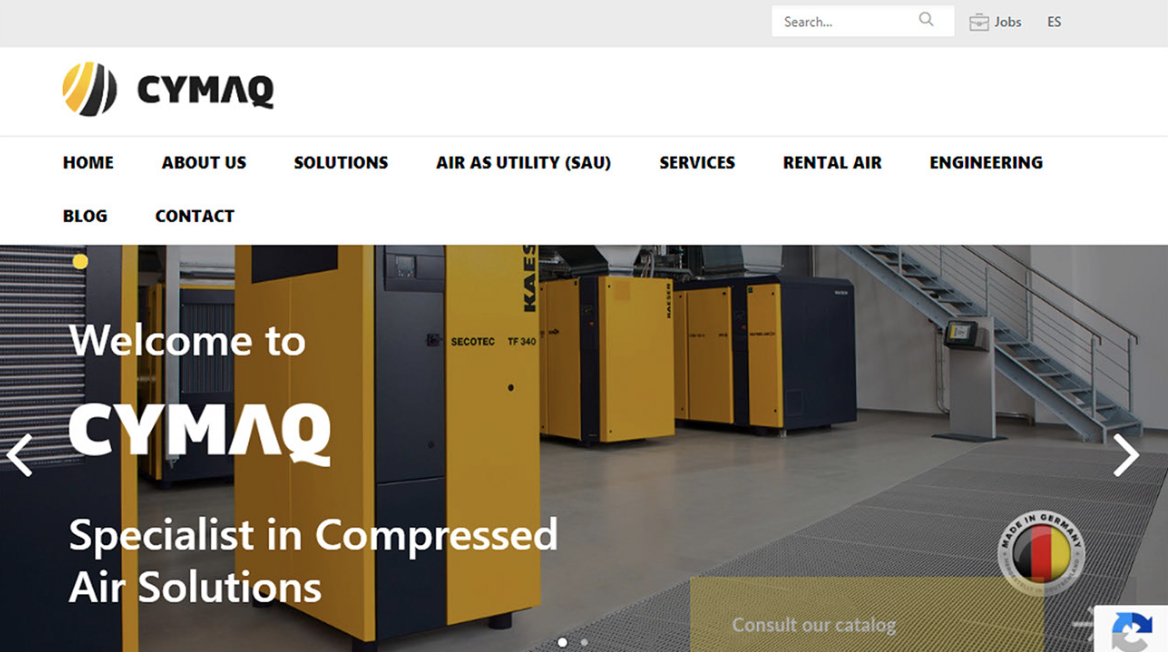 Search...
Jobs
ES
CYMAQ
HOME ABOUT US SOLUTIONS AIR AS UTILITY (SAU) SERVICES RENTAL AIR ENGINEERING
BLOG CONTACT
KAES
KAESER
SECOTEC TF 340
Welcome to
CYMAQ
Specialist in Compressed
Air Solutions
MADE IN GERMANY
Consult our catalog